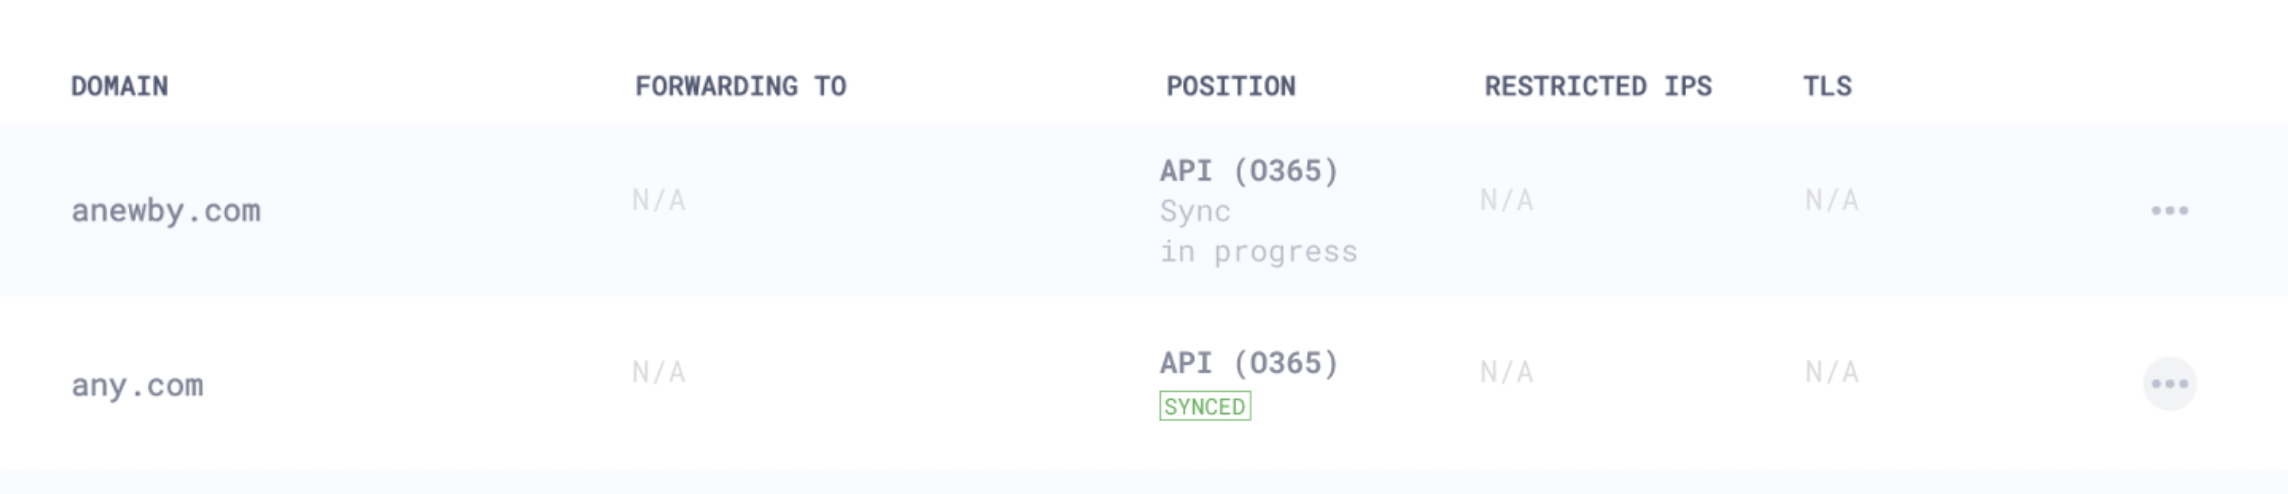 DOMAIN FORWARDING TO POSITION RESTRICTED IPS TLS
anewby.com N/A API (O365) N/A N/A
Sync
in progress
any.com N/A API (O365) N/A N/A
SYNCED